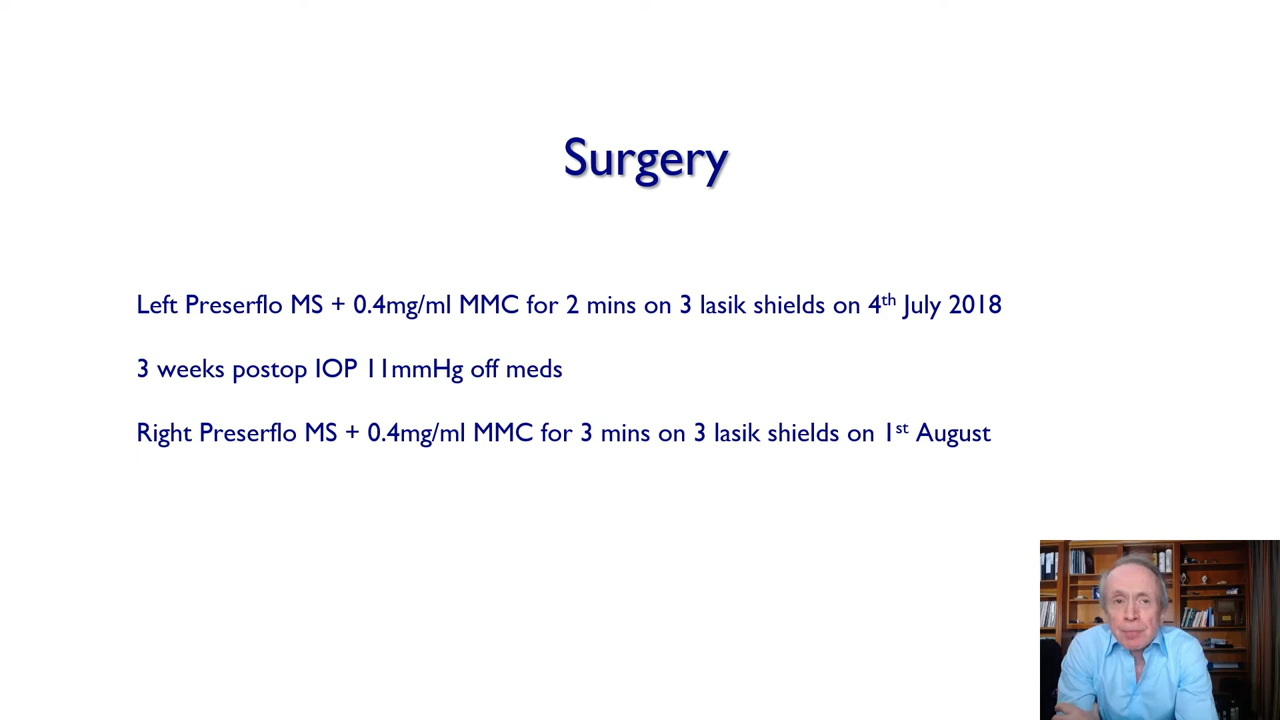 Surgery
Left Preserflo MS + 0.4mg/ml MMC for 2 mins on 3 lasik shields on 4th July 2018
3 weeks postop IOP 11mmHg off meds
Right Preserflo MS + 0.4mg/ml MMC for 3 mins on 3 lasik shields on 1st August